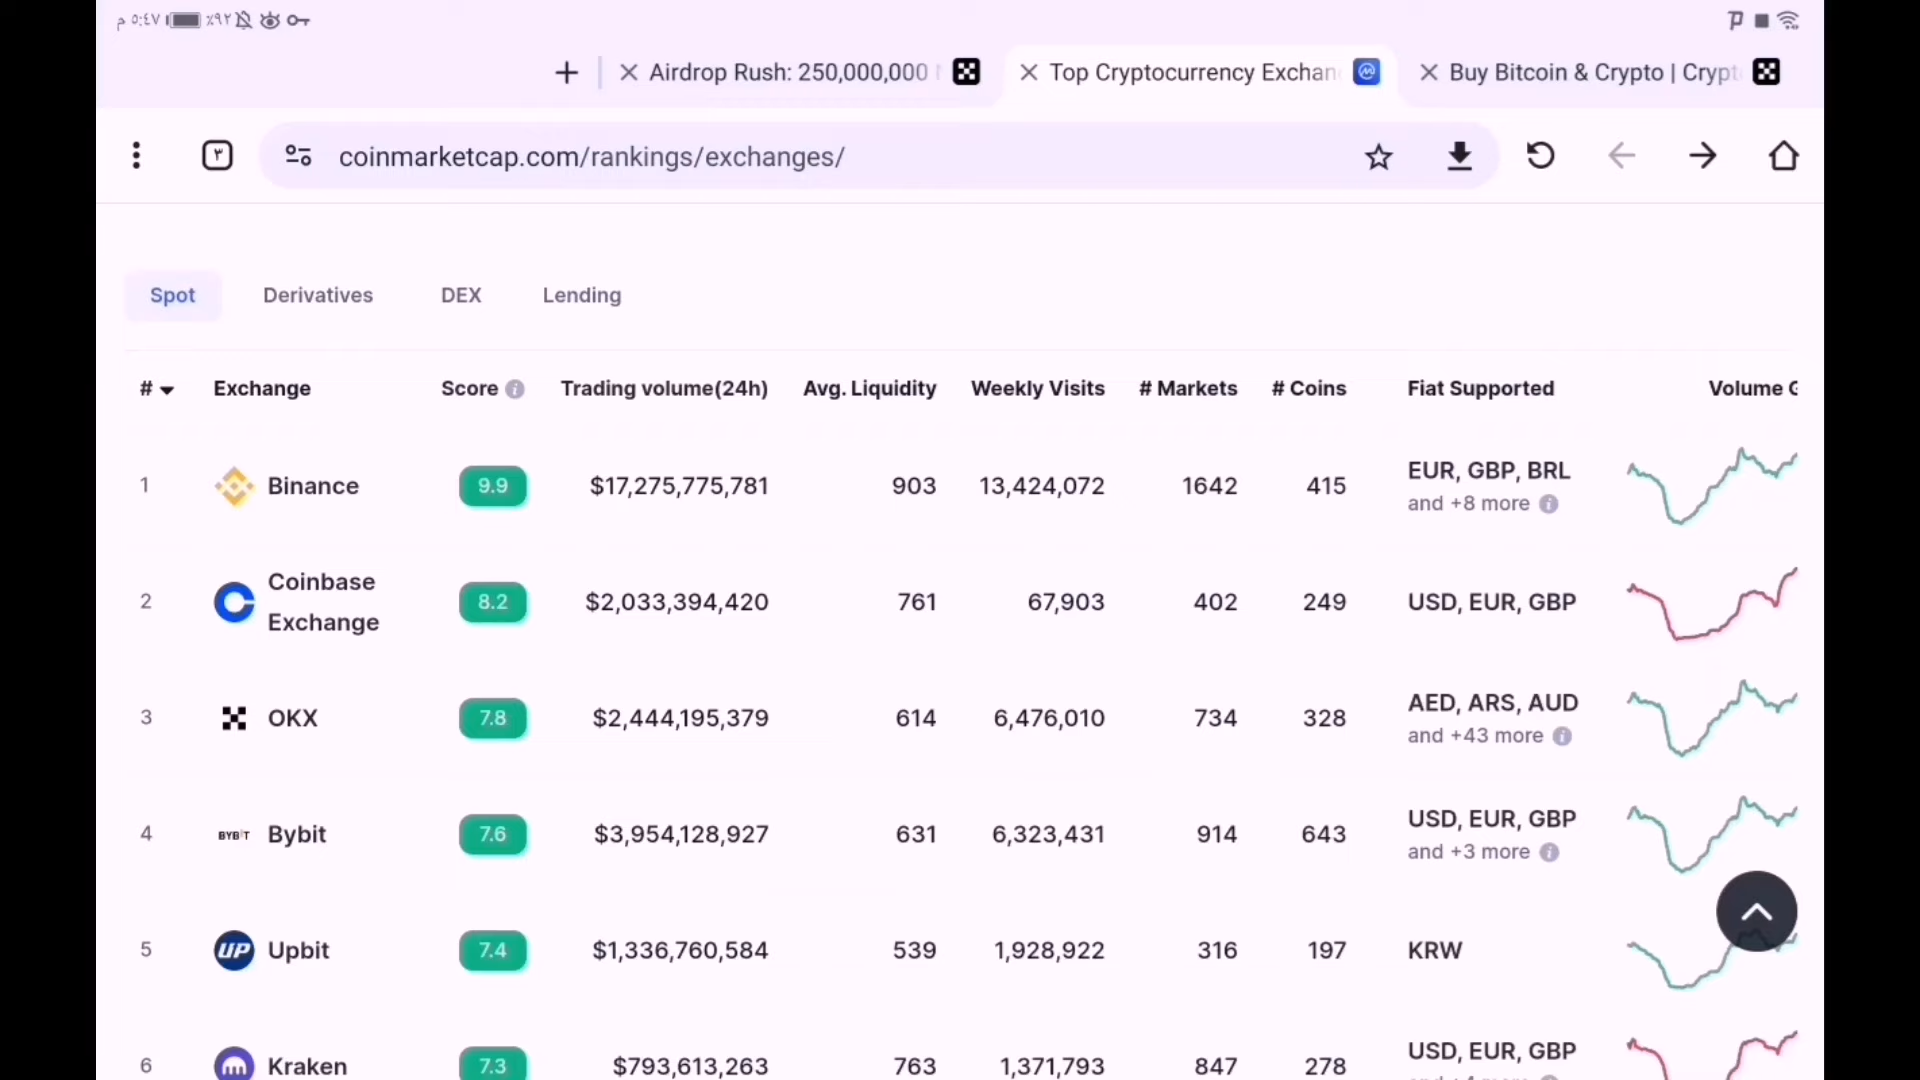 ٥:٤٧ م ٪٩٢
Airdrop Rush: 250,000,000
Top Cryptocurrency Exchan
Buy Bitcoin & Crypto | Crypt
٣
coinmarketcap.com/rankings/exchanges/
Spot Derivatives DEX Lending
# Exchange Score Trading volume(24h) Avg. Liquidity Weekly Visits # Markets # Coins Fiat Supported Volume G
1 Binance 9.9 $17,275,775,781 903 13,424,072 1642 415 EUR, GBP, BRL
and +8 more
2 Coinbase Exchange 8.2 $2,033,394,420 761 67,903 402 249 USD, EUR, GBP
3 OKX 7.8 $2,444,195,379 614 6,476,010 734 328 AED, ARS, AUD
and +43 more
4 BYBIT Bybit 7.6 $3,954,128,927 631 6,323,431 914 643 USD, EUR, GBP
and +3 more
5 UP Upbit 7.4 $1,336,760,584 539 1,928,922 316 197 KRW
6 Kraken 7.3 $793,613,263 763 1,371,793 847 278 USD, EUR, GBP